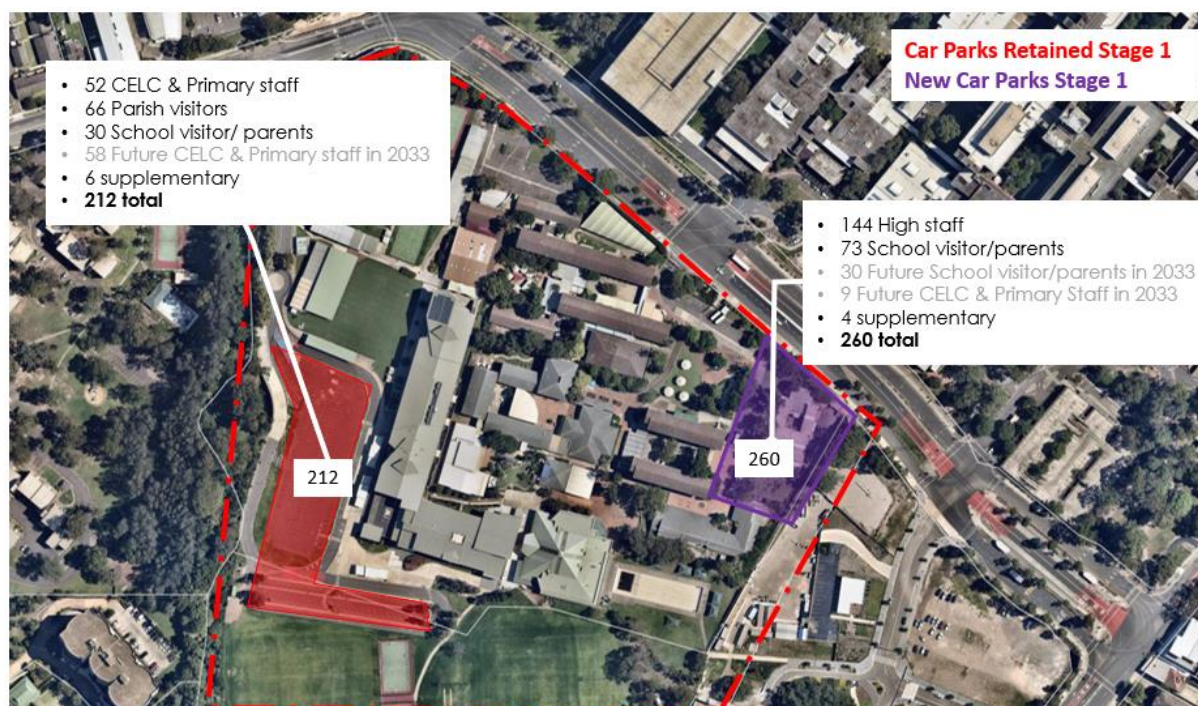 Car Parks Retained Stage 1
New Car Parks Stage 1
• 52 CELC & Primary staff
• 66 Parish visitors
• 30 School visitor/ parents
• 58 Future CELC & Primary staff in 2033
• 6 supplementary
• 212 total
• 144 High staff
• 73 School visitor/parents
• 30 Future School visitor/parents in 2033
• 9 Future CELC & Primary Staff in 2033
• 4 supplementary
• 260 total
212
260